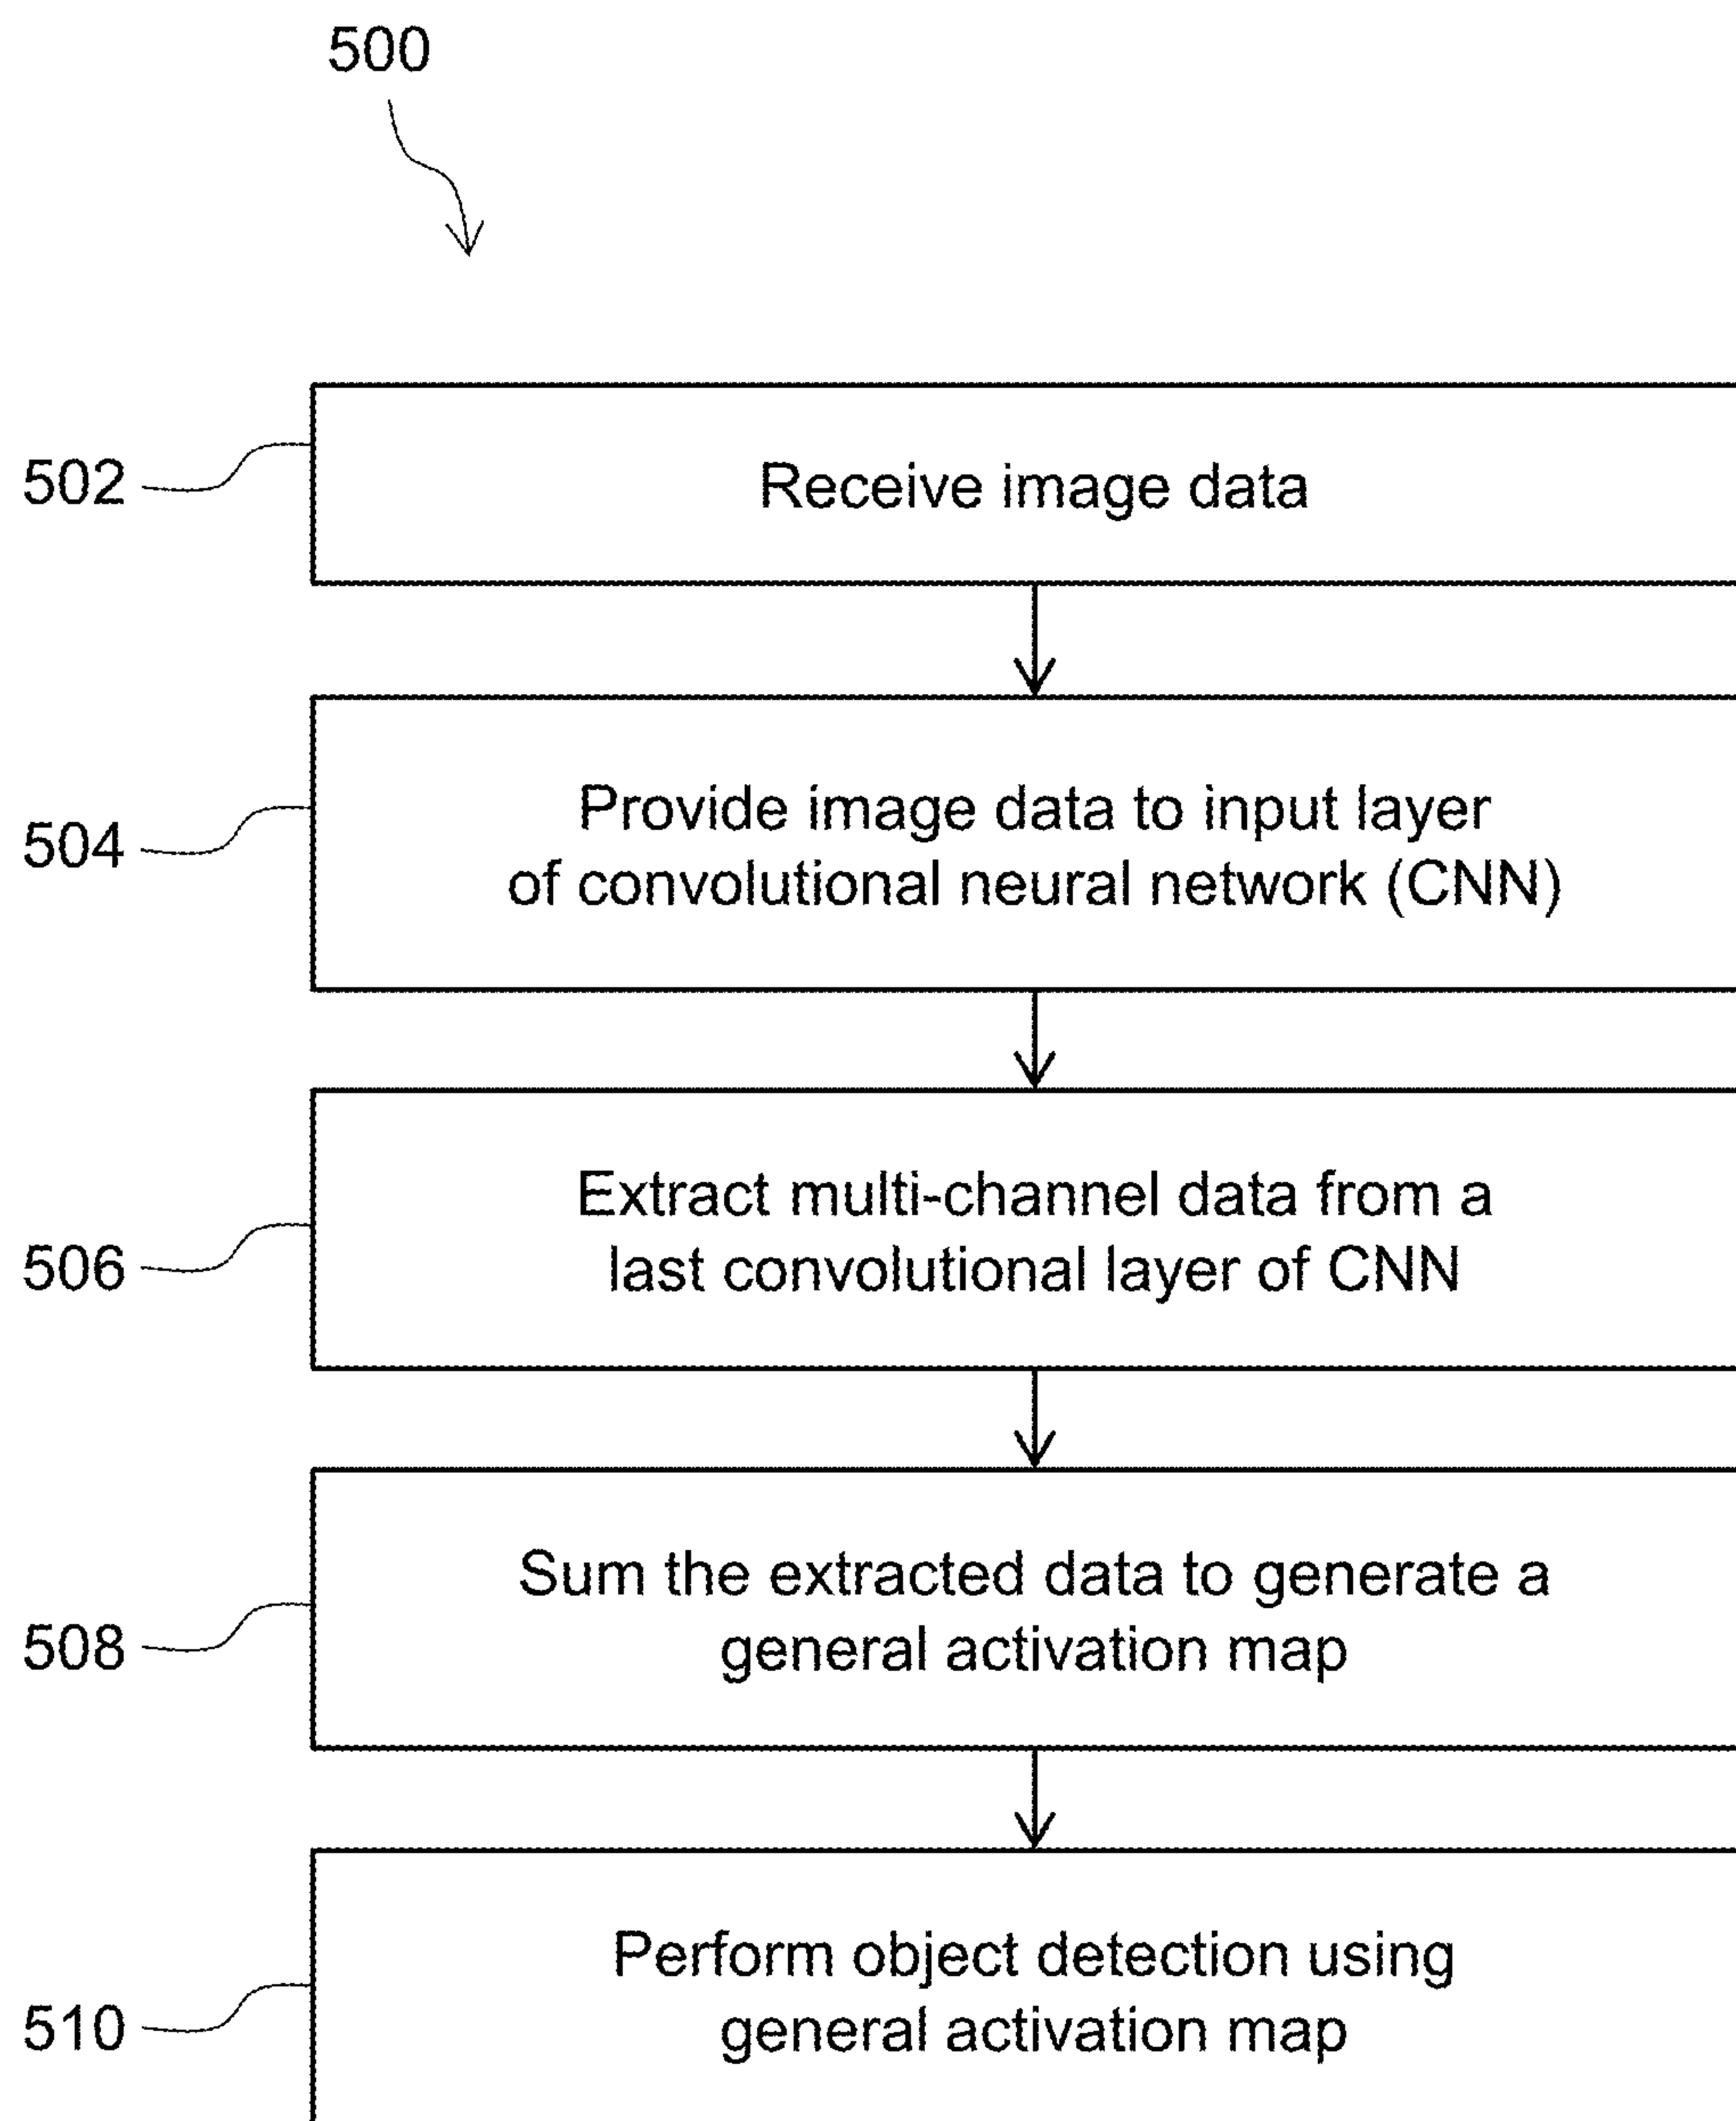 500
502
Receive image data
504
Provide image data to input layer
of convolutional neural network (CNN)
506
Extract multi-channel data from a
last convolutional layer of CNN
508
Sum the extracted data to generate a
general activation map
510
Perform object detection using
general activation map